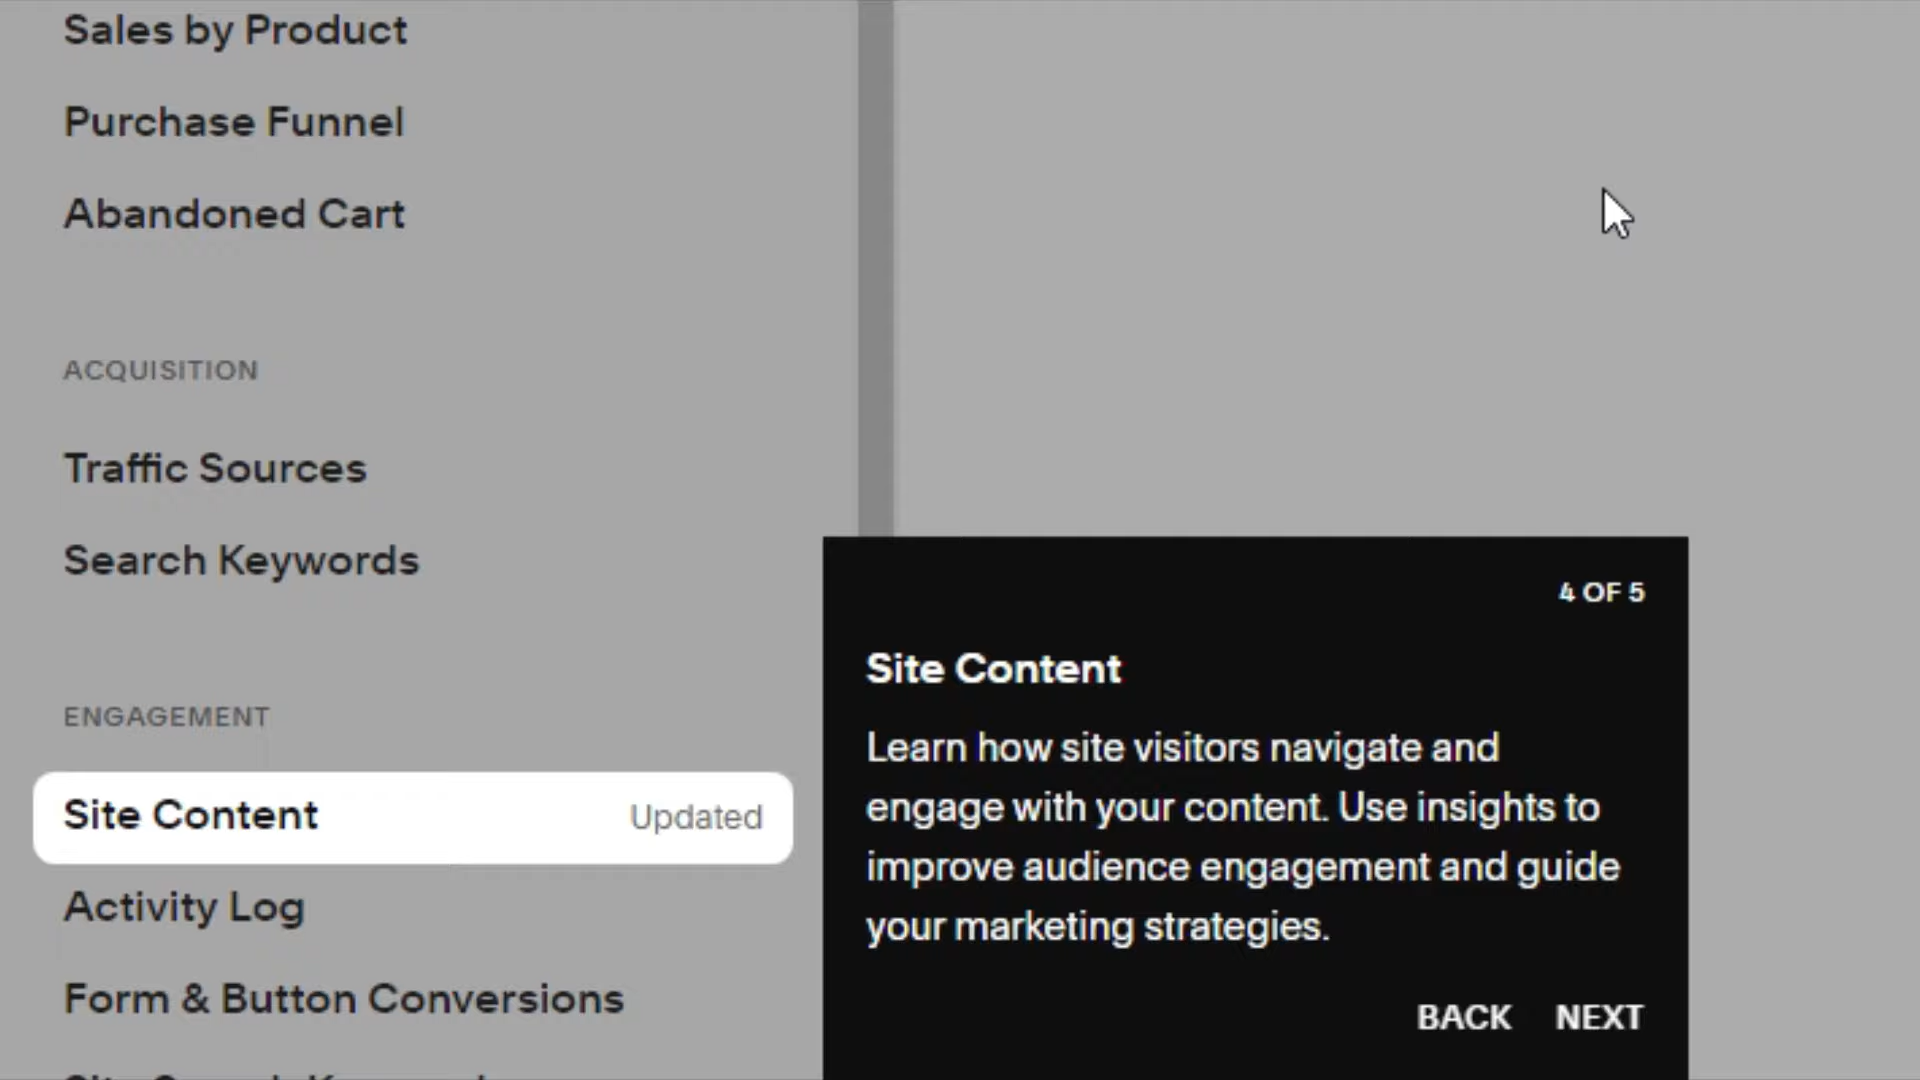 Sales by Product
Purchase Funnel
Abandoned Cart
ACQUISITION
Traffic Sources
Search Keywords
ENGAGEMENT
Site Content
Updated
Activity Log
Form & Button Conversions
4 OF 5
Site Content
Learn how site visitors navigate and
engage with your content. Use insights to
improve audience engagement and guide
your marketing strategies.
BACK
NEXT